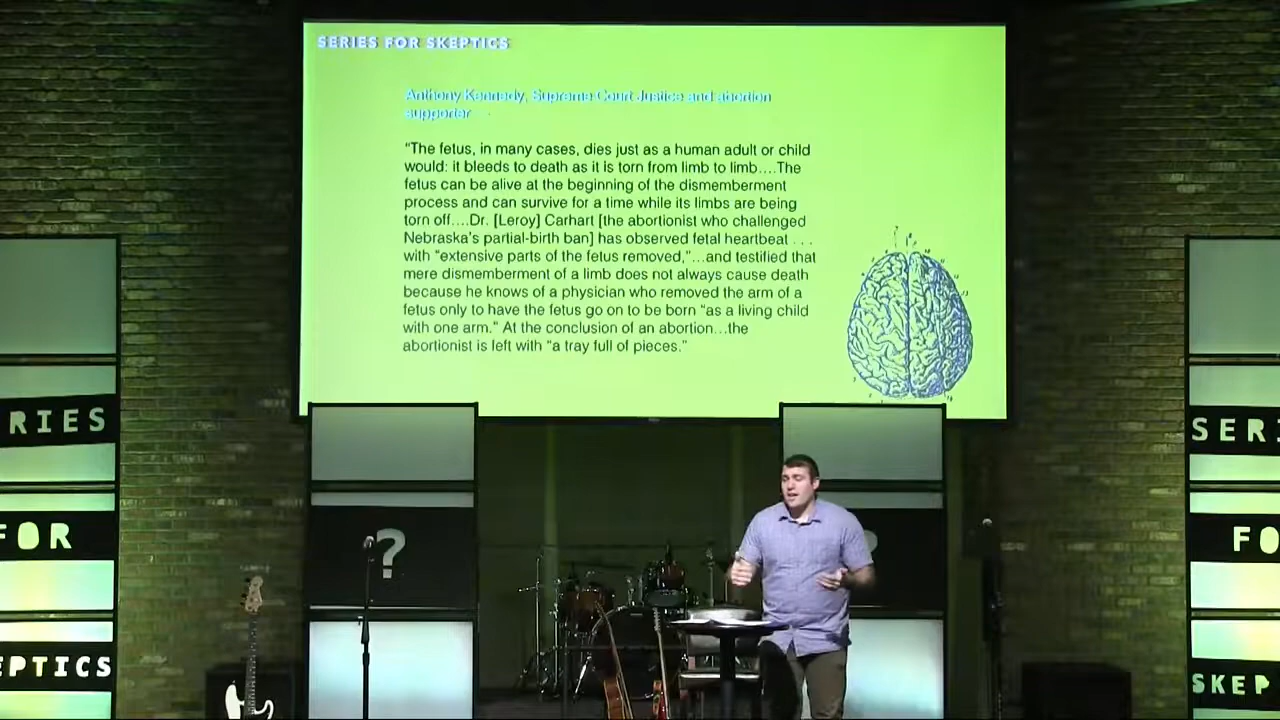 SERIES FOR SKEPTICS
Anthony Kennedy, Supreme Court Justice and abortion
supporter
“The fetus, in many cases, dies just as a human adult or child
would: it bleeds to death as it is torn from limb to limb….The
fetus can be alive at the beginning of the dismemberment
process and can survive for a time while its limbs are being
torn off….Dr. [Leroy] Carhart [the abortionist who challenged
Nebraska’s partial-birth ban] has observed fetal heartbeat . . .
with “extensive parts of the fetus removed,”…and testified that
mere dismemberment of a limb does not always cause death
because he knows of a physician who removed the arm of a
fetus only to have the fetus go on to be born “as a living child
with one arm.” At the conclusion of an abortion…the
abortionist is left with “a tray full of pieces.”
RIES
FOR
EPTICS
?
?
SERI
FO
SKEP